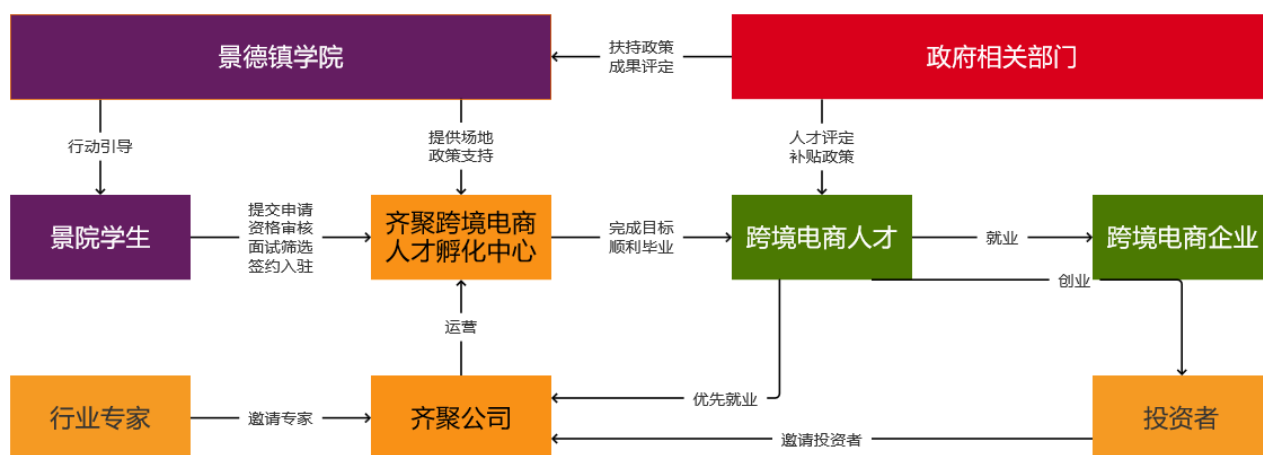 景德镇学院
扶持政策
成果评定
政府相关部门
行动引导
提供场地
政策支持
人才评定
补贴政策
景院学生
提交申请
资格审核
面试筛选
签约入驻
齐聚跨境电商
人才孵化中心
完成目标
顺利毕业
跨境电商人才
就业
跨境电商企业
创业
运营
行业专家
邀请专家
齐聚公司
优先就业
邀请投资者
投资者